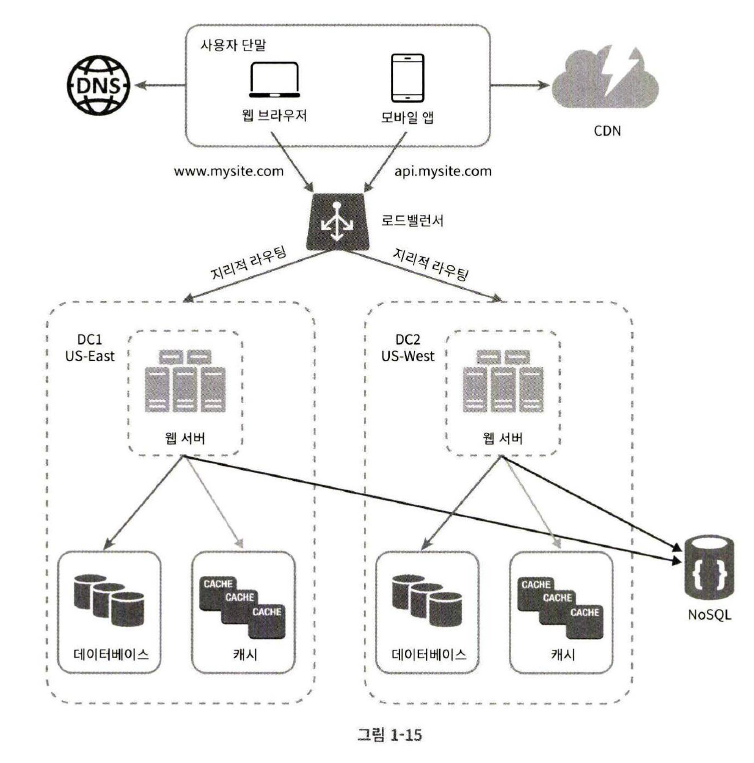 사용자 단말
DNS
웹 브라우저
모바일 앱
CDN
www.mysite.com
api.mysite.com
로드밸런서
지리적 라우팅
지리적 라우팅
DC1
US-East
웹 서버
DC2
US-West
웹 서버
데이터베이스
CACHE
CACHE
CACHE
캐시
데이터베이스
CACHE
CACHE
CACHE
캐시
{ }
NoSQL
그림 1-15